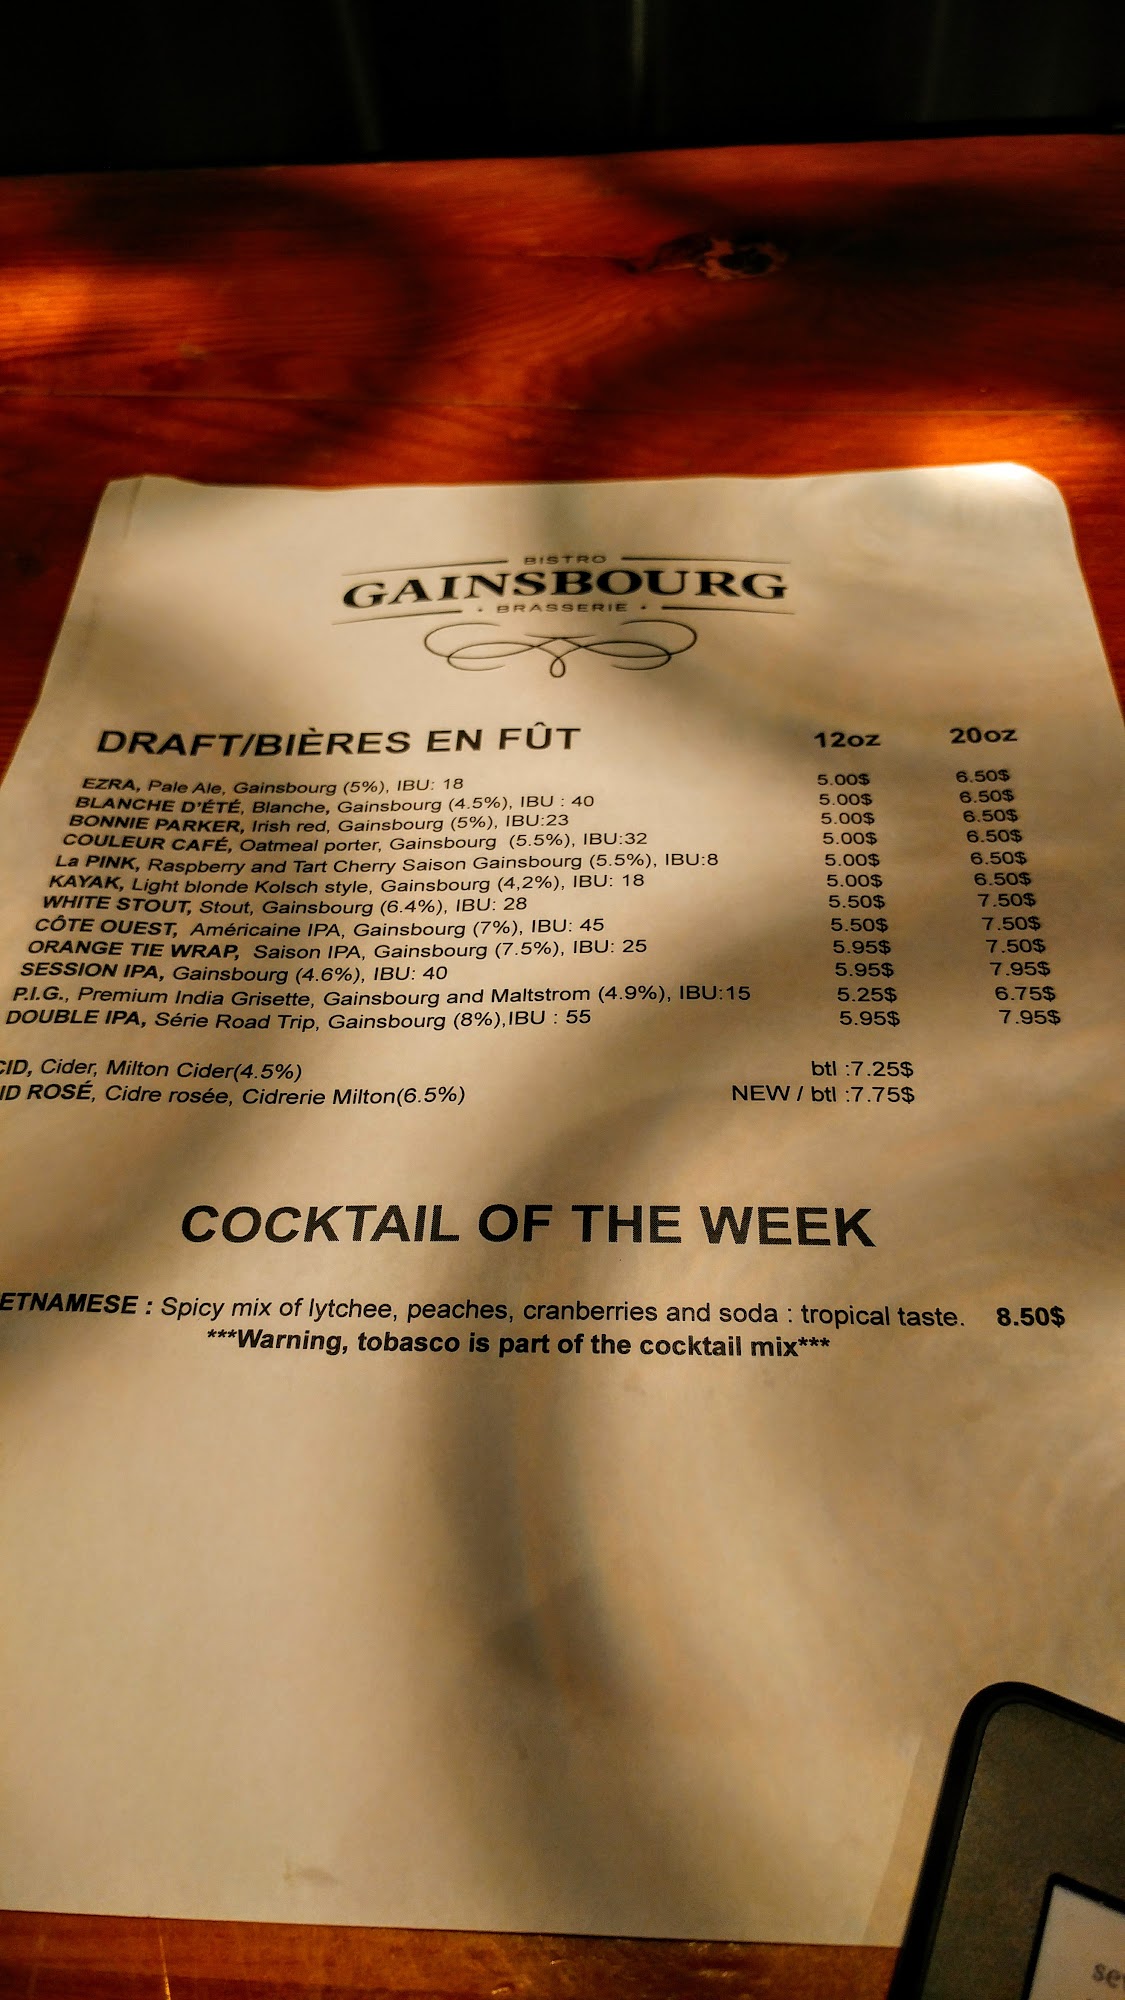 BISTRO
GAINSBOURG
· BRASSERIE ·
DRAFT/BIÈRES EN FÛT 12oz 20oz
EZRA, Pale Ale, Gainsbourg (5%), IBU: 18 5.00$ 6.50$
BLANCHE D'ÉTÉ, Blanche, Gainsbourg (4.5%), IBU : 40 5.00$ 6.50$
BONNIE PARKER, Irish red, Gainsbourg (5%), IBU:23 5.00$ 6.50$
COULEUR CAFÉ, Oatmeal porter, Gainsbourg (5.5%), IBU:32 5.00$ 6.50$
La PINK, Raspberry and Tart Cherry Saison Gainsbourg (5.5%), IBU:8 5.00$ 6.50$
KAYAK, Light blonde Kolsch style, Gainsbourg (4,2%), IBU: 18 5.00$ 6.50$
WHITE STOUT, Stout, Gainsbourg (6.4%), IBU: 28 5.50$ 7.50$
CÔTE OUEST, Américaine IPA, Gainsbourg (7%), IBU: 45 5.50$ 7.50$
ORANGE TIE WRAP, Saison IPA, Gainsbourg (7.5%), IBU: 25 5.95$ 7.50$
SESSION IPA, Gainsbourg (4.6%), IBU: 40 5.95$ 7.95$
P.I.G., Premium India Grisette, Gainsbourg and Maltstrom (4.9%), IBU:15 5.25$ 6.75$
DOUBLE IPA, Série Road Trip, Gainsbourg (8%),IBU : 55 5.95$ 7.95$
CID, Cider, Milton Cider(4.5%) btl :7.25$
ID ROSÉ, Cidre rosée, Cidrerie Milton(6.5%) NEW / btl :7.75$
COCKTAIL OF THE WEEK
ETNAMESE : Spicy mix of lytchee, peaches, cranberries and soda : tropical taste. 8.50$
***Warning, tobasco is part of the cocktail mix***